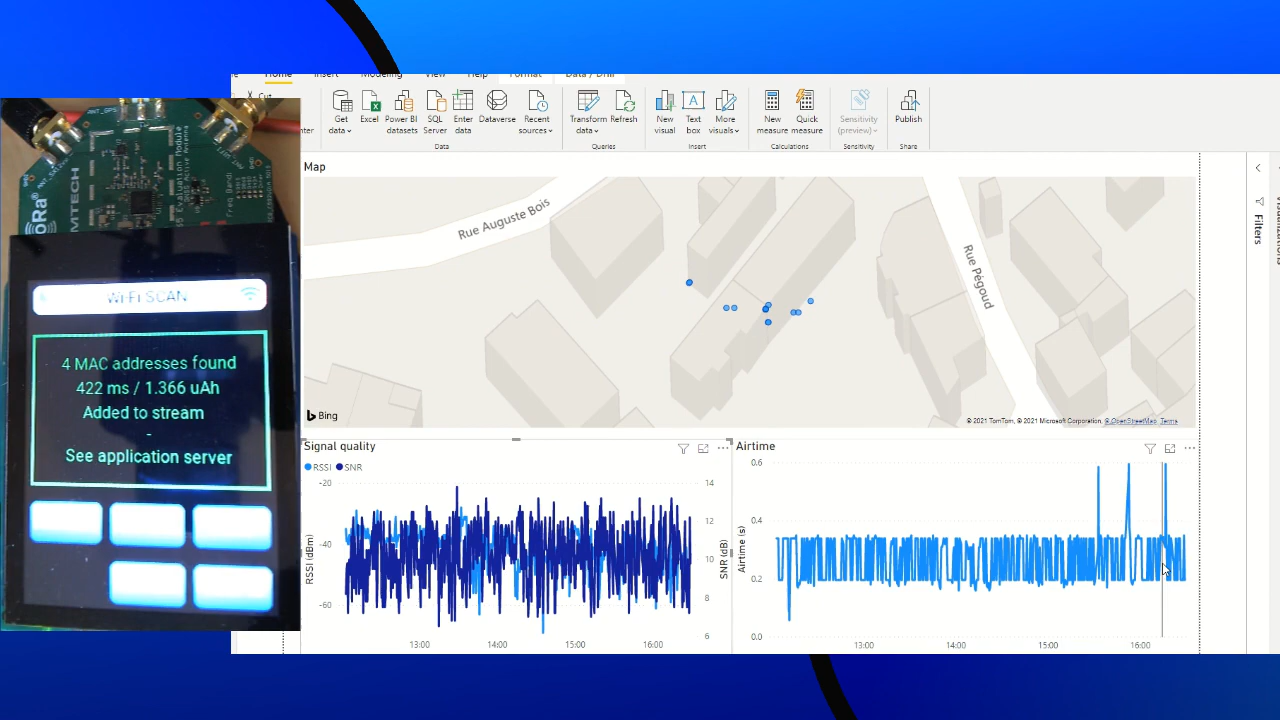 Home Insert Modeling View Help Format Data / Drill
Cut
Get data
Excel
Power BI datasets
SQL Server
Enter data
Dataverse
Recent sources
Transform data
Refresh
New visual
Text box
More visuals
New measure
Quick measure
Sensitivity (preview)
Publish
Data
Queries
Insert
Calculations
Sensitivity
Share
Map
Rue Auguste Bois
Rue Pégoud
Bing
© 2021 TomTom, © 2021 Microsoft Corporation, © OpenStreetMap Terms
Filters
WI-FI SCAN
4 MAC addresses found
422 ms / 1.366 uAh
Added to stream
-
See application server
Signal quality
RSSI SNR
-20
-40
-60
RSSI (dBm)
14
12
10
8
6
SNR (dB)
13:00 14:00 15:00 16:00
Airtime
0.6
0.4
0.2
0.0
Airtime (s)
13:00 14:00 15:00 16:00